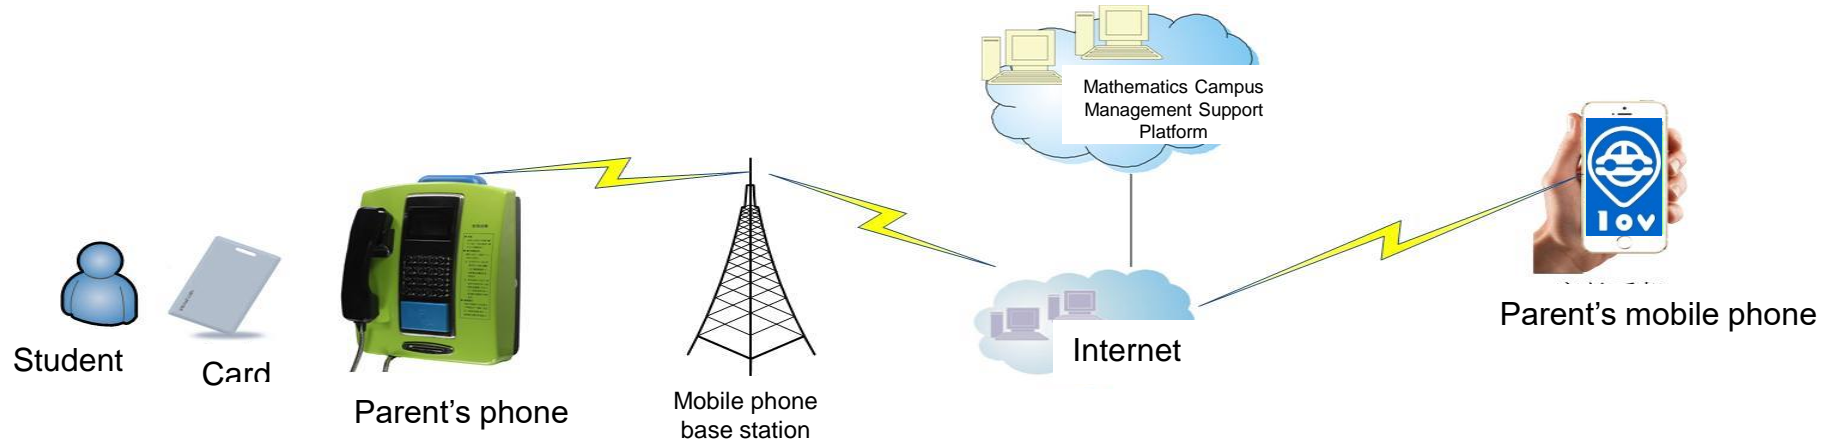 Mathematics Campus
Management Support
Platform
lov
Student
Card
Parent's phone
Mobile phone
base station
Internet
Parent's mobile phone